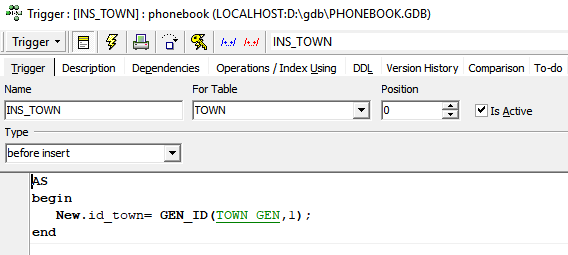 Trigger : [INS_TOWN] : phonebook (LOCALHOST:D:\gdb\PHONEBOOK.GDB)
Trigger INS_TOWN
Trigger Description Dependencies Operations / Index Using DDL Version History Comparison To-do
Name For Table Position
INS_TOWN TOWN 0 Is Active
Type
before insert
AS
begin
New.id_town= GEN_ID(TOWN_GEN,1);
end